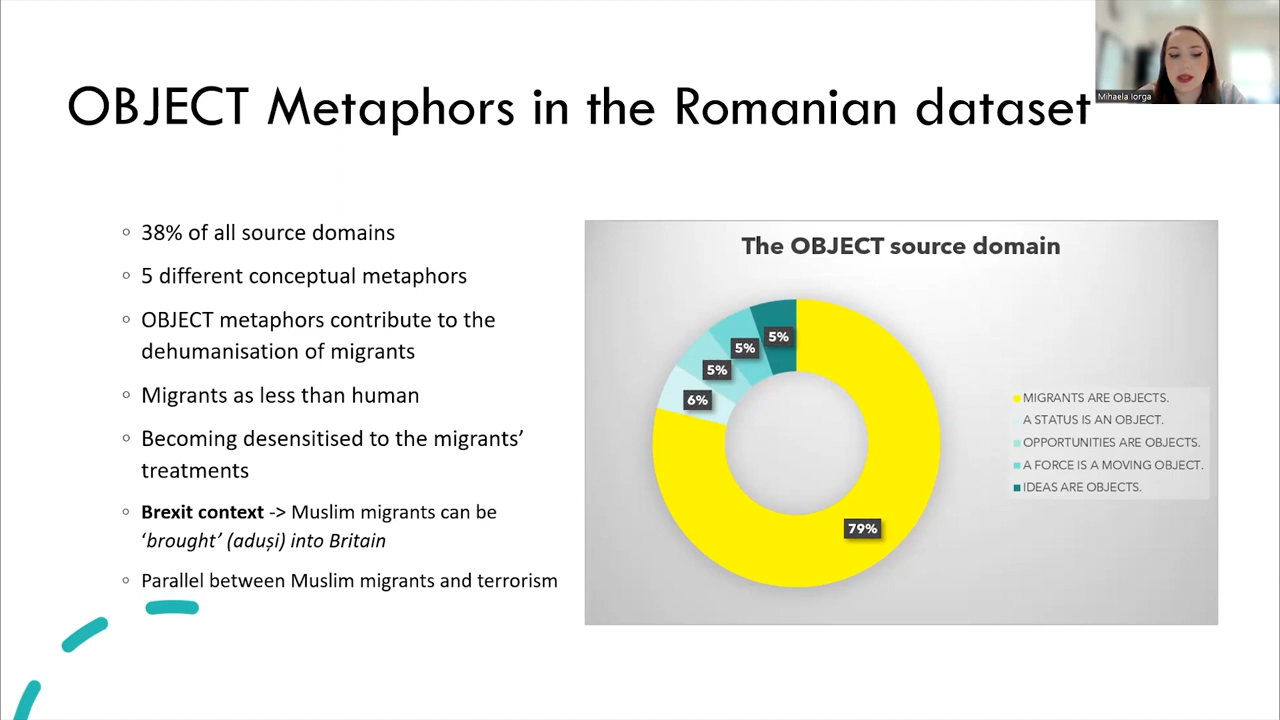 Mihaela Iorga
OBJECT Metaphors in the Romanian dataset
◦ 38% of all source domains
◦ 5 different conceptual metaphors
◦ OBJECT metaphors contribute to the
dehumanisation of migrants
◦ Migrants as less than human
◦ Becoming desensitised to the migrants’
treatments
◦ Brexit context -> Muslim migrants can be
‘brought’ (aduși) into Britain
◦ Parallel between Muslim migrants and terrorism
The OBJECT source domain
5%
5%
5%
6%
79%
MIGRANTS ARE OBJECTS.
A STATUS IS AN OBJECT.
OPPORTUNITIES ARE OBJECTS.
A FORCE IS A MOVING OBJECT.
IDEAS ARE OBJECTS.